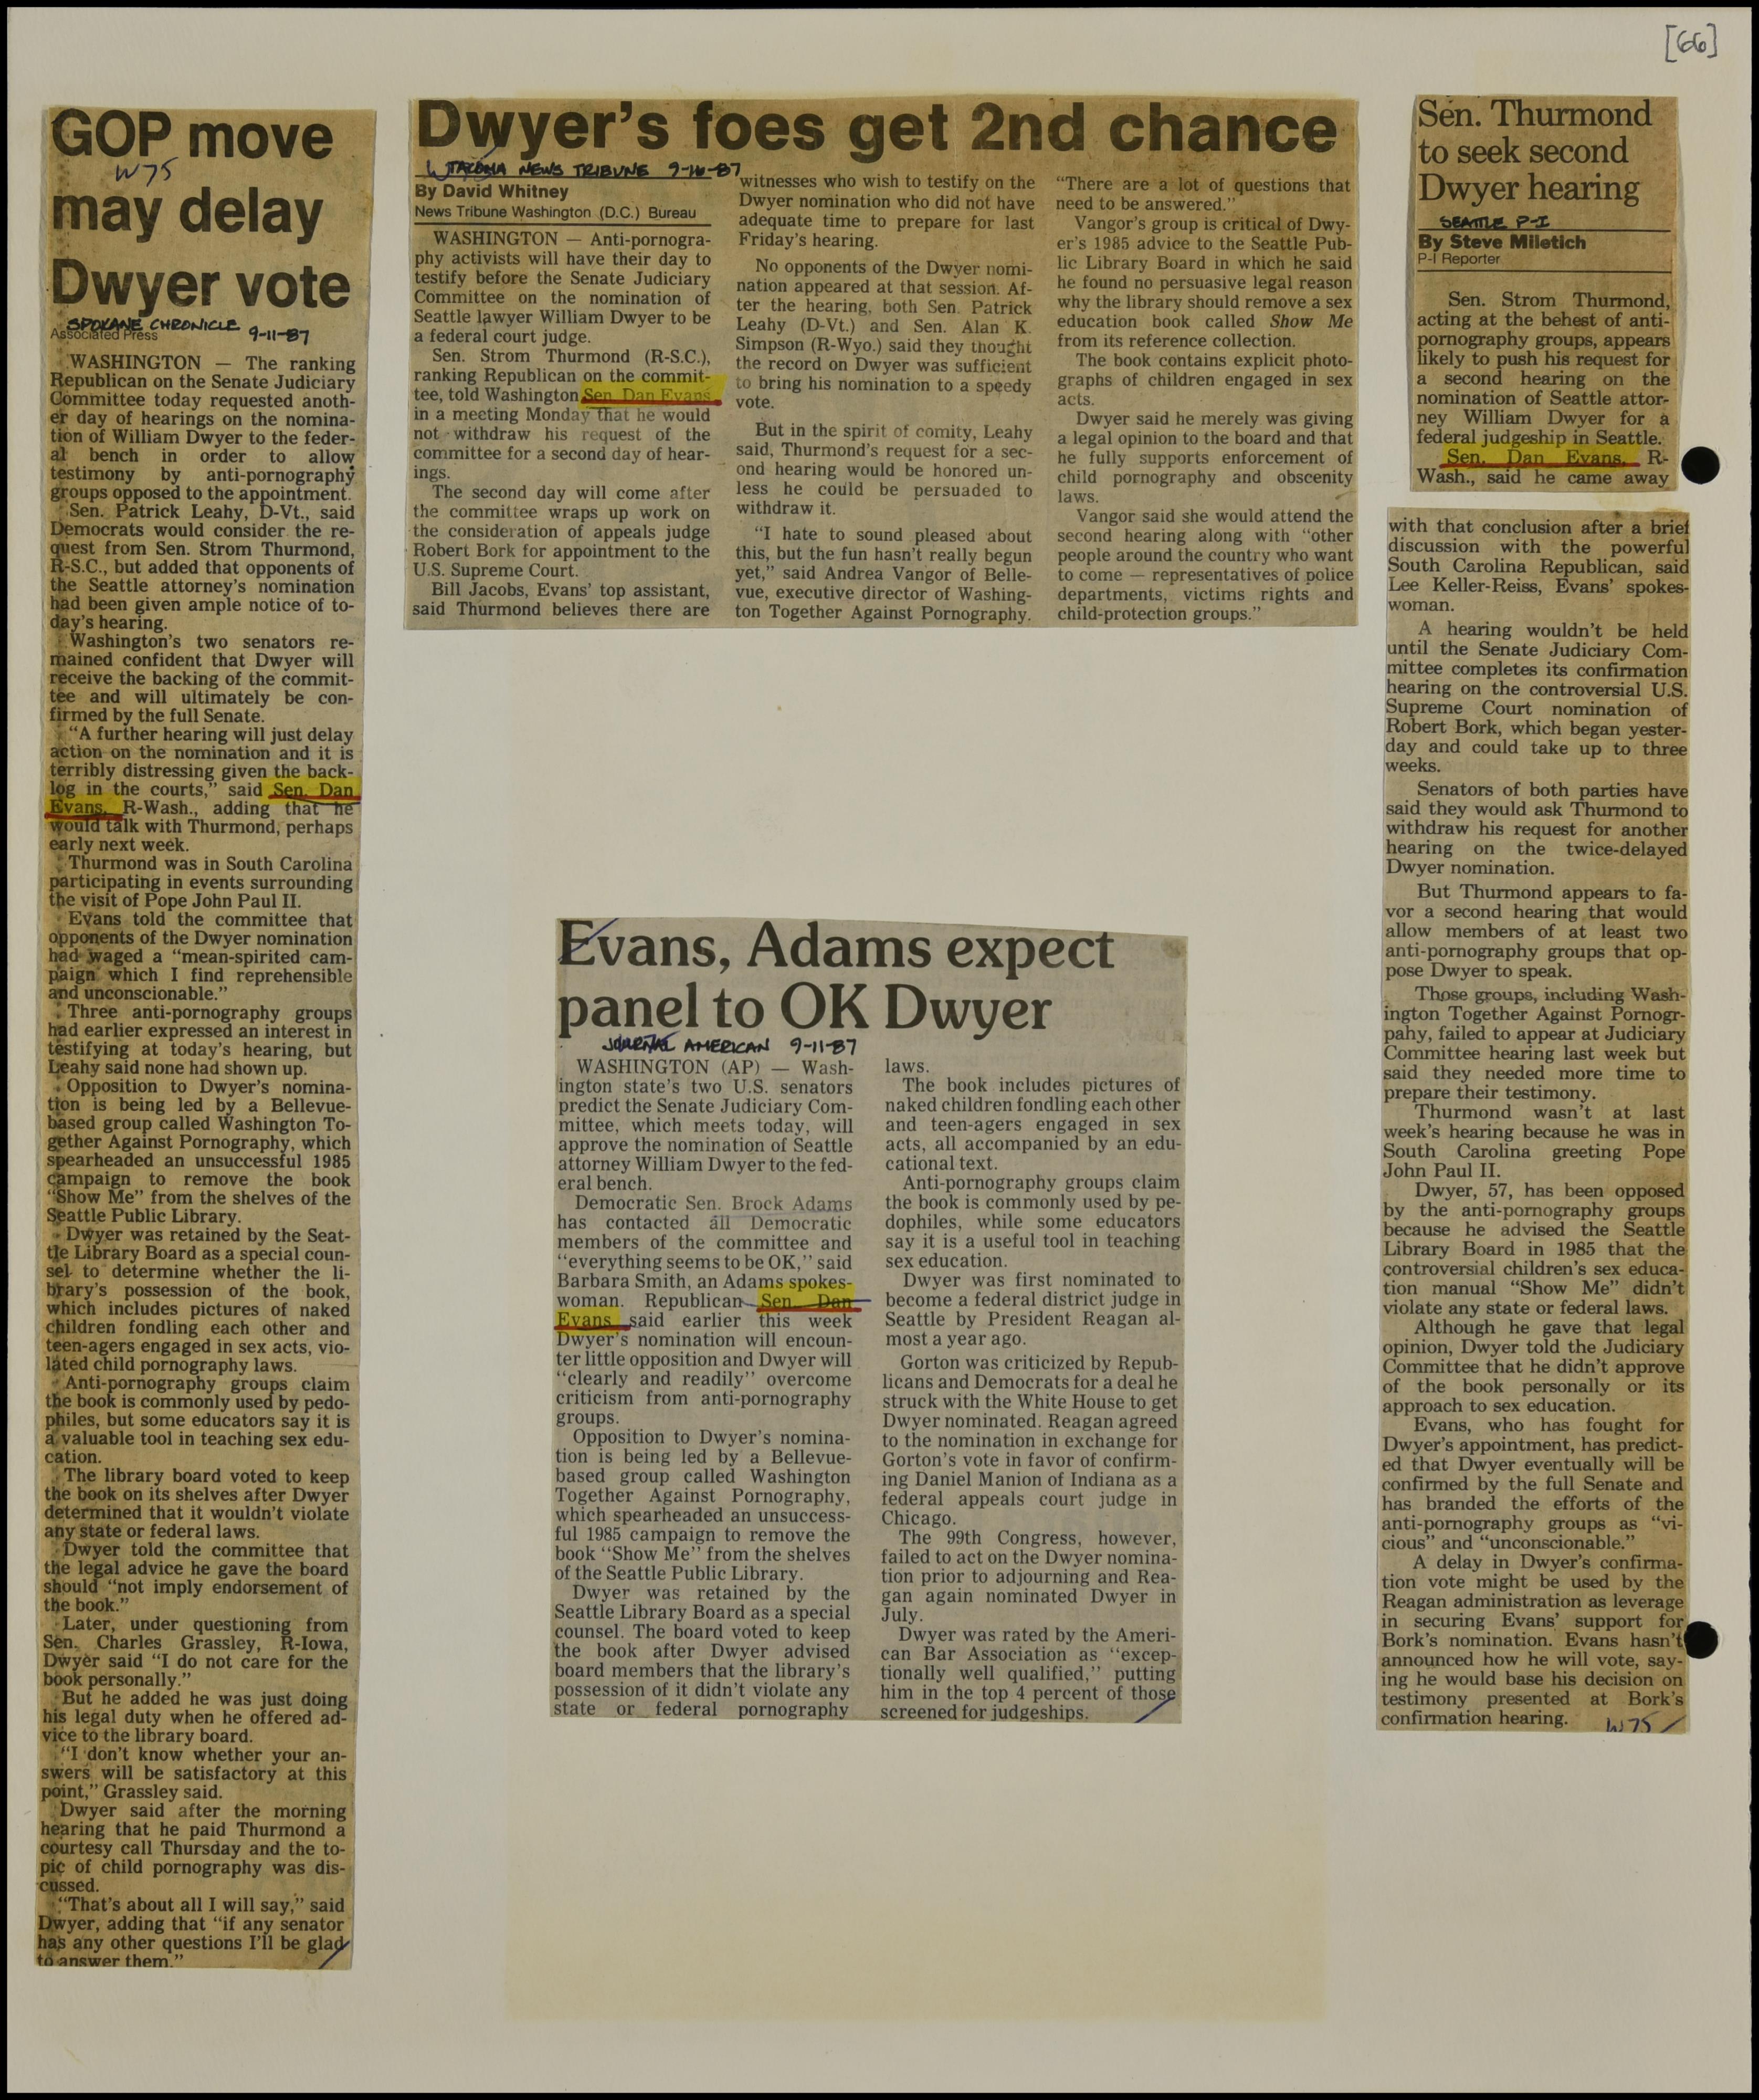 [66]
GOP move
W75
may delay
Dwyer vote
SPOKANE CHRONICLE 9-11-87
Associated Press
WASHINGTON — The ranking
Republican on the Senate Judiciary
Committee today requested anoth-
er day of hearings on the nomina-
tion of William Dwyer to the feder-
al bench in order to allow
testimony by anti-pornography
groups opposed to the appointment.
Sen. Patrick Leahy, D-Vt., said
Democrats would consider the re-
quest from Sen. Strom Thurmond,
R-S.C., but added that opponents of
the Seattle attorney's nomination
had been given ample notice of to-
day's hearing.
Washington's two senators re-
mained confident that Dwyer will
receive the backing of the commit-
tee and will ultimately be con-
firmed by the full Senate.
"A further hearing will just delay
action on the nomination and it is
terribly distressing given the back-
log in the courts," said Sen. Dan
Evans, R-Wash., adding that he
would talk with Thurmond, perhaps
early next week.
Thurmond was in South Carolina
participating in events surrounding
the visit of Pope John Paul II.
Evans told the committee that
opponents of the Dwyer nomination
had waged a "mean-spirited cam-
paign which I find reprehensible
and unconscionable."
Three anti-pornography groups
had earlier expressed an interest in
testifying at today's hearing, but
Leahy said none had shown up.
Opposition to Dwyer's nomina-
tion is being led by a Bellevue-
based group called Washington To-
gether Against Pornography, which
spearheaded an unsuccessful 1985
campaign to remove the book
"Show Me" from the shelves of the
Seattle Public Library.
Dwyer was retained by the Seat-
tle Library Board as a special coun-
sel to determine whether the li-
brary's possession of the book,
which includes pictures of naked
children fondling each other and
teen-agers engaged in sex acts, vio-
lated child pornography laws.
Anti-pornography groups claim
the book is commonly used by pedo-
philes, but some educators say it is
a valuable tool in teaching sex edu-
cation.
The library board voted to keep
the book on its shelves after Dwyer
determined that it wouldn't violate
any state or federal laws.
Dwyer told the committee that
the legal advice he gave the board
should "not imply endorsement of
the book."
Later, under questioning from
Sen. Charles Grassley, R-Iowa,
Dwyer said "I do not care for the
book personally."
But he added he was just doing
his legal duty when he offered ad-
vice to the library board.
"I don't know whether your an-
swers will be satisfactory at this
point," Grassley said.
Dwyer said after the morning
hearing that he paid Thurmond a
courtesy call Thursday and the to-
pic of child pornography was dis-
cussed.
"That's about all I will say," said
Dwyer, adding that "if any senator
has any other questions I'll be glad
to answer them."
Dwyer's foes get 2nd chance
TACOMA NEWS TRIBUNE 9-16-87
By David Whitney
News Tribune Washington (D.C.) Bureau
WASHINGTON — Anti-pornogra-
phy activists will have their day to
testify before the Senate Judiciary
Committee on the nomination of
Seattle lawyer William Dwyer to be
a federal court judge.
Sen. Strom Thurmond (R-S.C.),
ranking Republican on the commit-
tee, told Washington Sen. Dan Evans
in a meeting Monday that he would
not withdraw his request of the
committee for a second day of hear-
ings.
The second day will come after
the committee wraps up work on
the consideration of appeals judge
Robert Bork for appointment to the
U.S. Supreme Court.
Bill Jacobs, Evans' top assistant,
said Thurmond believes there are
witnesses who wish to testify on the
Dwyer nomination who did not have
adequate time to prepare for last
Friday's hearing.
No opponents of the Dwyer nomi-
nation appeared at that session. Af-
ter the hearing, both Sen. Patrick
Leahy (D-Vt.) and Sen. Alan K.
Simpson (R-Wyo.) said they thought
the record on Dwyer was sufficient
to bring his nomination to a speedy
vote.
But in the spirit of comity, Leahy
said, Thurmond's request for a sec-
ond hearing would be honored un-
less he could be persuaded to
withdraw it.
"I hate to sound pleased about
this, but the fun hasn't really begun
yet," said Andrea Vangor of Belle-
vue, executive director of Washing-
ton Together Against Pornography.
"There are a lot of questions that
need to be answered."
Vangor's group is critical of Dwy-
er's 1985 advice to the Seattle Pub-
lic Library Board in which he said
he found no persuasive legal reason
why the library should remove a sex
education book called Show Me
from its reference collection.
The book contains explicit photo-
graphs of children engaged in sex
acts.
Dwyer said he merely was giving
a legal opinion to the board and that
he fully supports enforcement of
child pornography and obscenity
laws.
Vangor said she would attend the
second hearing along with "other
people around the country who want
to come — representatives of police
departments, victims rights and
child-protection groups."
Evans, Adams expect
panel to OK Dwyer
JOURNAL AMERICAN 9-11-87
WASHINGTON (AP) — Wash-
ington state's two U.S. senators
predict the Senate Judiciary Com-
mittee, which meets today, will
approve the nomination of Seattle
attorney William Dwyer to the fed-
eral bench.
Democratic Sen. Brock Adams
has contacted all Democratic
members of the committee and
"everything seems to be OK," said
Barbara Smith, an Adams spokes-
woman. Republican Sen. Dan
Evans said earlier this week
Dwyer's nomination will encoun-
ter little opposition and Dwyer will
"clearly and readily" overcome
criticism from anti-pornography
groups.
Opposition to Dwyer's nomina-
tion is being led by a Bellevue-
based group called Washington
Together Against Pornography,
which spearheaded an unsuccess-
ful 1985 campaign to remove the
book "Show Me" from the shelves
of the Seattle Public Library.
Dwyer was retained by the
Seattle Library Board as a special
counsel. The board voted to keep
the book after Dwyer advised
board members that the library's
possession of it didn't violate any
state or federal pornography
laws.
The book includes pictures of
naked children fondling each other
and teen-agers engaged in sex
acts, all accompanied by an edu-
cational text.
Anti-pornography groups claim
the book is commonly used by pe-
dophiles, while some educators
say it is a useful tool in teaching
sex education.
Dwyer was first nominated to
become a federal district judge in
Seattle by President Reagan al-
most a year ago.
Gorton was criticized by Repub-
licans and Democrats for a deal he
struck with the White House to get
Dwyer nominated. Reagan agreed
to the nomination in exchange for
Gorton's vote in favor of confirm-
ing Daniel Manion of Indiana as a
federal appeals court judge in
Chicago.
The 99th Congress, however,
failed to act on the Dwyer nomina-
tion prior to adjourning and Rea-
gan again nominated Dwyer in
July.
Dwyer was rated by the Ameri-
can Bar Association as "excep-
tionally well qualified," putting
him in the top 4 percent of those
screened for judgeships.
Sen. Thurmond
to seek second
Dwyer hearing
SEATTLE P-I
By Steve Miletich
P-I Reporter
Sen. Strom Thurmond,
acting at the behest of anti-
pornography groups, appears
likely to push his request for
a second hearing on the
nomination of Seattle attor-
ney William Dwyer for a
federal judgeship in Seattle.
Sen. Dan Evans, R-
Wash., said he came away
with that conclusion after a brief
discussion with the powerful
South Carolina Republican, said
Lee Keller-Reiss, Evans' spokes-
woman.
A hearing wouldn't be held
until the Senate Judiciary Com-
mittee completes its confirmation
hearing on the controversial U.S.
Supreme Court nomination of
Robert Bork, which began yester-
day and could take up to three
weeks.
Senators of both parties have
said they would ask Thurmond to
withdraw his request for another
hearing on the twice-delayed
Dwyer nomination.
But Thurmond appears to fa-
vor a second hearing that would
allow members of at least two
anti-pornography groups that op-
pose Dwyer to speak.
Those groups, including Wash-
ington Together Against Pornogr-
pahy, failed to appear at Judiciary
Committee hearing last week but
said they needed more time to
prepare their testimony.
Thurmond wasn't at last
week's hearing because he was in
South Carolina greeting Pope
John Paul II.
Dwyer, 57, has been opposed
by the anti-pornography groups
because he advised the Seattle
Library Board in 1985 that the
controversial children's sex educa-
tion manual "Show Me" didn't
violate any state or federal laws.
Although he gave that legal
opinion, Dwyer told the Judiciary
Committee that he didn't approve
of the book personally or its
approach to sex education.
Evans, who has fought for
Dwyer's appointment, has predict-
ed that Dwyer eventually will be
confirmed by the full Senate and
has branded the efforts of the
anti-pornography groups as "vi-
cious" and "unconscionable."
A delay in Dwyer's confirma-
tion vote might be used by the
Reagan administration as leverage
in securing Evans' support for
Bork's nomination. Evans hasn't
announced how he will vote, say-
ing he would base his decision on
testimony presented at Bork's
confirmation hearing.
W75